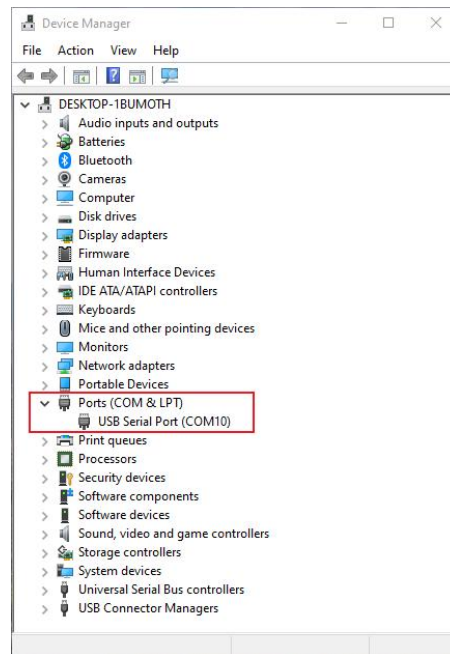 Device Manager
File Action View Help
DESKTOP-1BUMOTH
Audio inputs and outputs
Batteries
Bluetooth
Cameras
Computer
Disk drives
Display adapters
Firmware
Human Interface Devices
IDE ATA/ATAPI controllers
Keyboards
Mice and other pointing devices
Monitors
Network adapters
Portable Devices
Ports (COM & LPT)
USB Serial Port (COM10)
Print queues
Processors
Security devices
Software components
Software devices
Sound, video and game controllers
Storage controllers
System devices
Universal Serial Bus controllers
USB Connector Managers